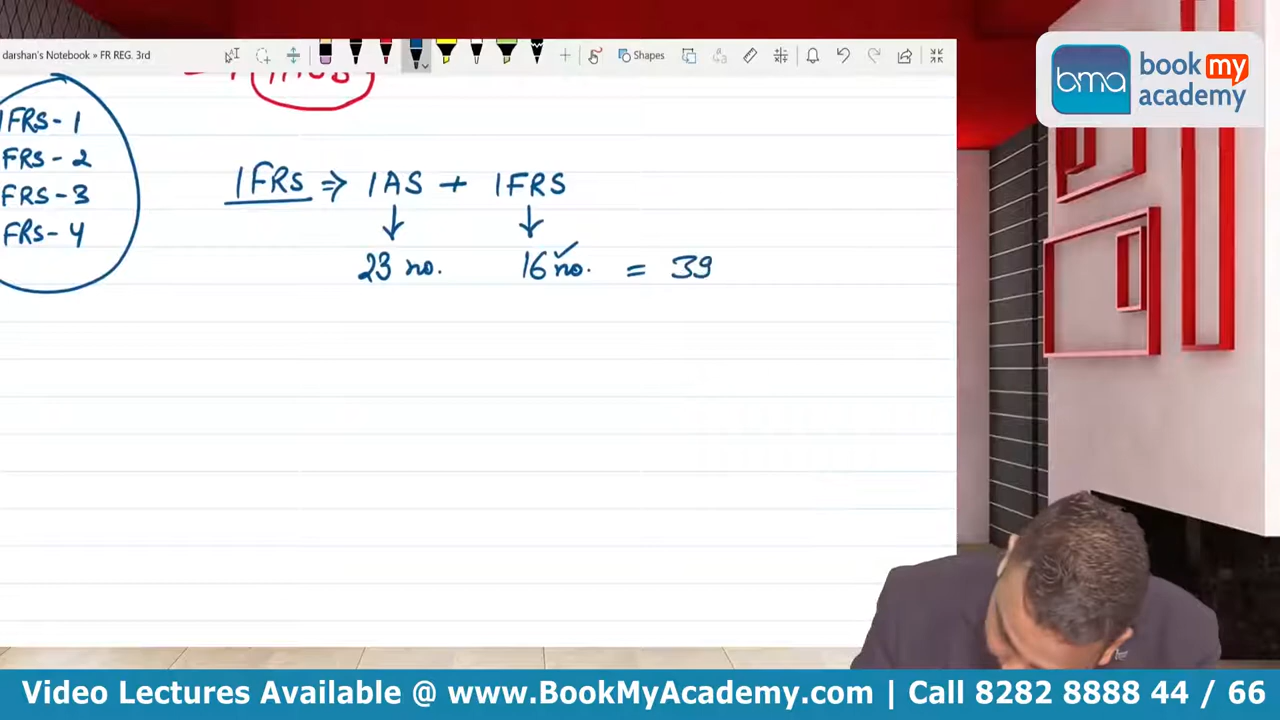 darshan's Notebook » FR REG. 3rd
Shapes
bma book my academy
IFRS-1
FRS-2
FRS-3
FRS-4
IFRS ⇒ IAS + IFRS
↓ ↓
23 no. 16 no. = 39
Video Lectures Available @ www.BookMyAcademy.com | Call 8282 8888 44 / 66